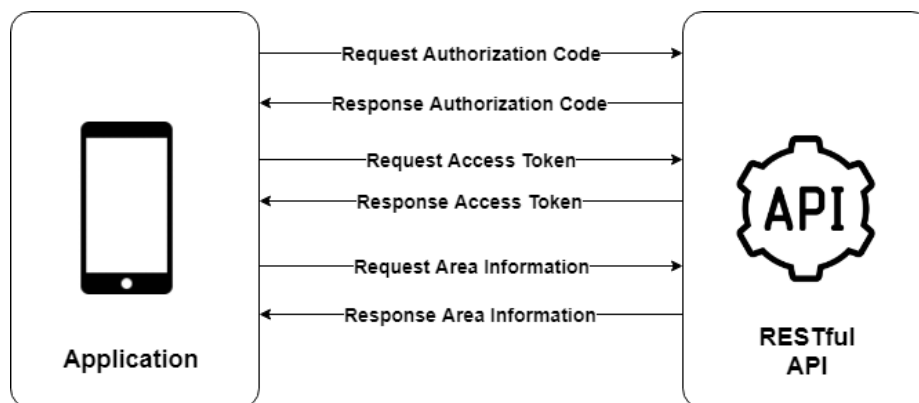 Request Authorization Code
Response Authorization Code
Request Access Token
Response Access Token
API
Request Area Information
Response Area Information
Application
RESTful
API